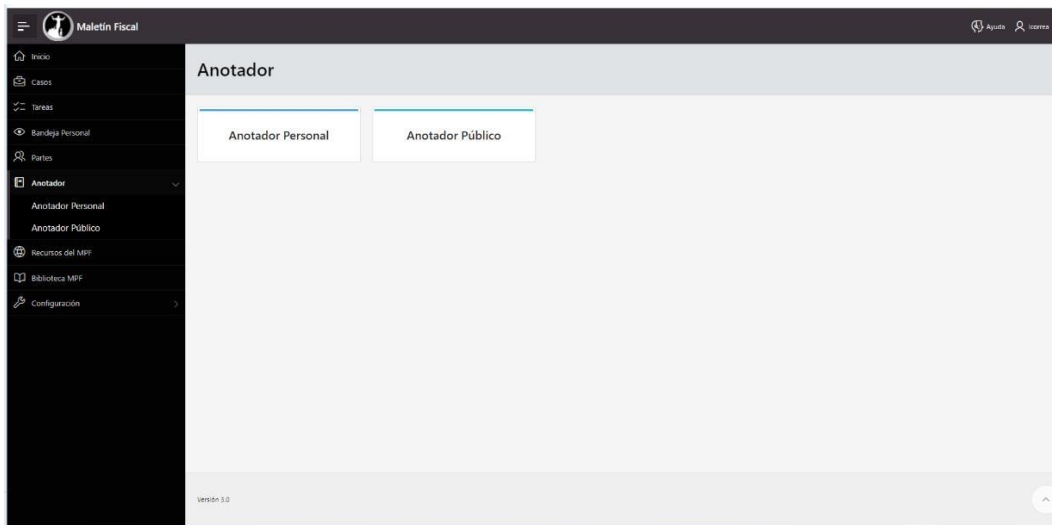 Maletín Fiscal
Ayuda
lcorrea
Inicio
Casos
Tareas
Bandeja Personal
Partes
Anotador
Anotador Personal
Anotador Público
Recursos del MPF
Biblioteca MPF
Configuración
Anotador
Anotador Personal
Anotador Público
Versión 3.0